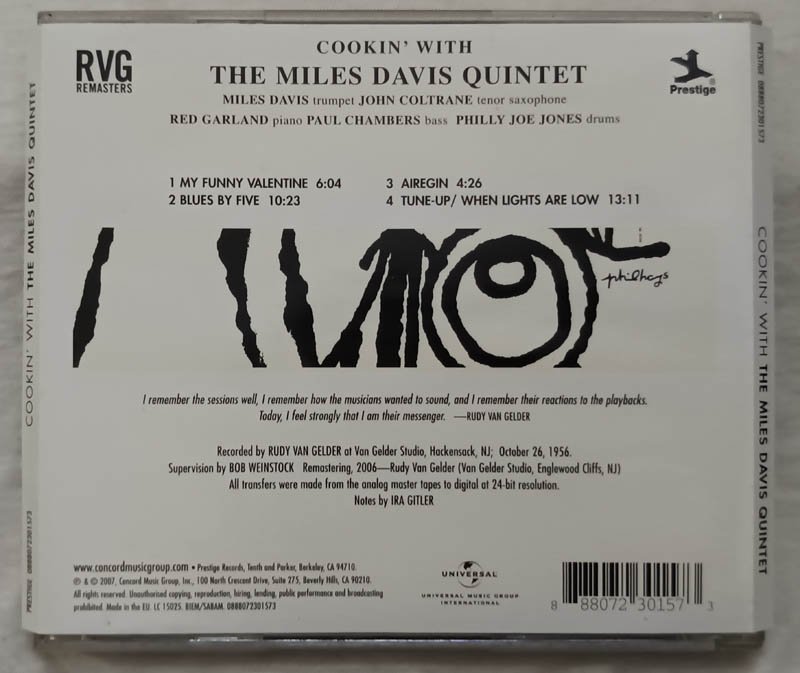 RVG
REMASTERS
COOKIN' WITH
THE MILES DAVIS QUINTET
MILES DAVIS trumpet JOHN COLTRANE tenor saxophone
RED GARLAND piano PAUL CHAMBERS bass PHILLY JOE JONES drums
Prestige
1 MY FUNNY VALENTINE 6:04
2 BLUES BY FIVE 10:23
3 AIREGIN 4:26
4 TUNE-UP/ WHEN LIGHTS ARE LOW 13:11
philhays
I remember the sessions well, I remember how the musicians wanted to sound, and I remember their reactions to the playbacks.
Today, I feel strongly that I am their messenger. —RUDY VAN GELDER
Recorded by RUDY VAN GELDER at Van Gelder Studio, Hackensack, NJ; October 26, 1956.
Supervision by BOB WEINSTOCK Remastering, 2006—Rudy Van Gelder (Van Gelder Studio, Englewood Cliffs, NJ)
All transfers were made from the analog master tapes to digital at 24-bit resolution.
Notes by IRA GITLER
www.concordmusicgroup.com • Prestige Records, Tenth and Parker, Berkeley, CA 94710.
℗ & © 2007, Concord Music Group, Inc., 100 North Crescent Drive, Suite 275, Beverly Hills, CA 90210.
All rights reserved. Unauthorised copying, reproduction, hiring, lending, public performance and broadcasting
prohibited. Made in the EU. LC 15025. BIEM/SABAM. 0888072301573
UNIVERSAL
UNIVERSAL MUSIC GROUP
INTERNATIONAL
8 88072 30157 3
PRESTIGE 0888072301573 COOKIN' WITH THE MILES DAVIS QUINTET
PRESTIGE 0888072301573 COOKIN' WITH THE MILES DAVIS QUINTET